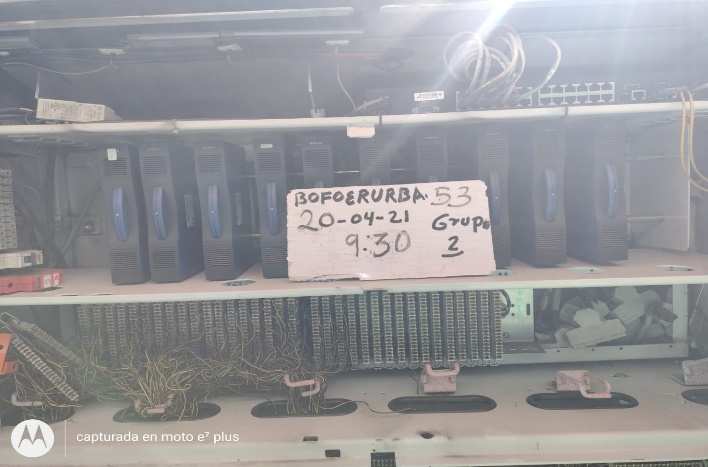 BOFOERURBA 53
20-04-21 Grupo
9:30 2
capturada en moto e⁷ plus